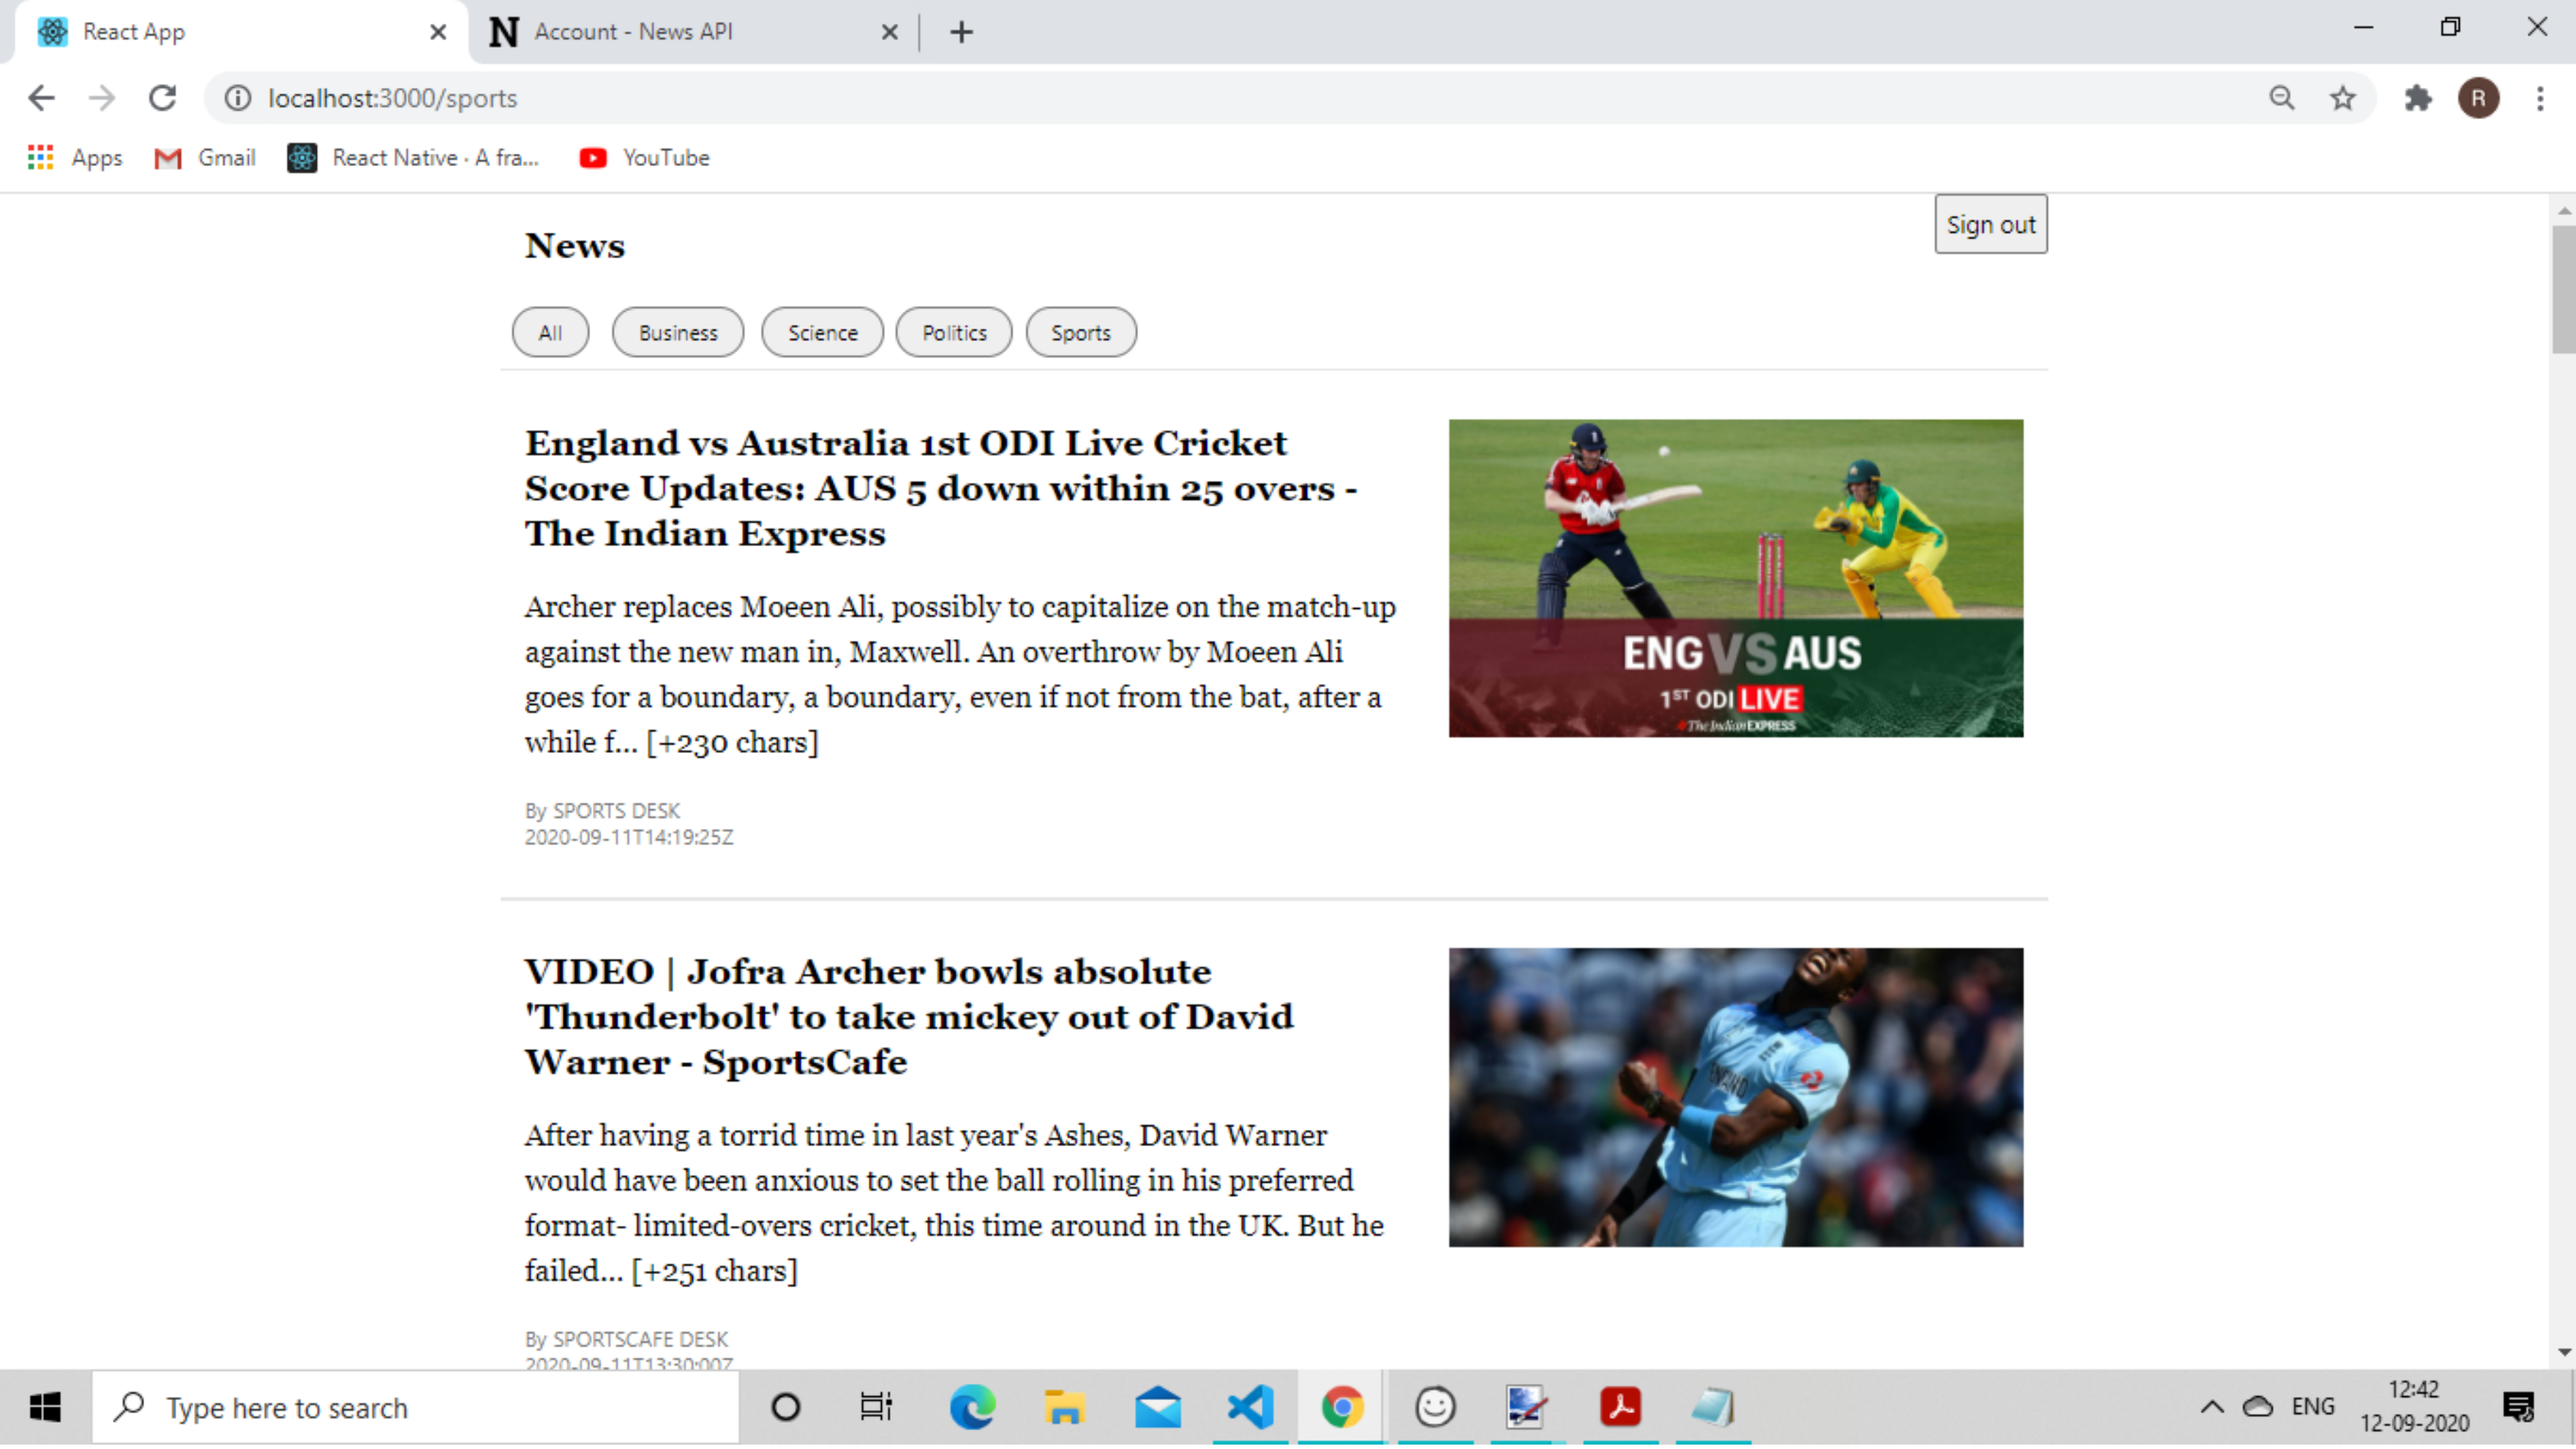 React App
Account - News API
localhost:3000/sports
R
Apps
Gmail
React Native · A fra...
YouTube
News
Sign out
All
Business
Science
Politics
Sports
England vs Australia 1st ODI Live Cricket
Score Updates: AUS 5 down within 25 overs -
The Indian Express
Archer replaces Moeen Ali, possibly to capitalize on the match-up
against the new man in, Maxwell. An overthrow by Moeen Ali
goes for a boundary, a boundary, even if not from the bat, after a
while f... [+230 chars]
By SPORTS DESK
2020-09-11T14:19:25Z
ENG VS AUS
1ST ODI LIVE
The Indian EXPRESS
VIDEO | Jofra Archer bowls absolute
'Thunderbolt' to take mickey out of David
Warner - SportsCafe
After having a torrid time in last year's Ashes, David Warner
would have been anxious to set the ball rolling in his preferred
format- limited-overs cricket, this time around in the UK. But he
failed... [+251 chars]
By SPORTSCAFE DESK
2020-09-11T13:30:00Z
ENGLAND
Type here to search
ENG
12:42
12-09-2020